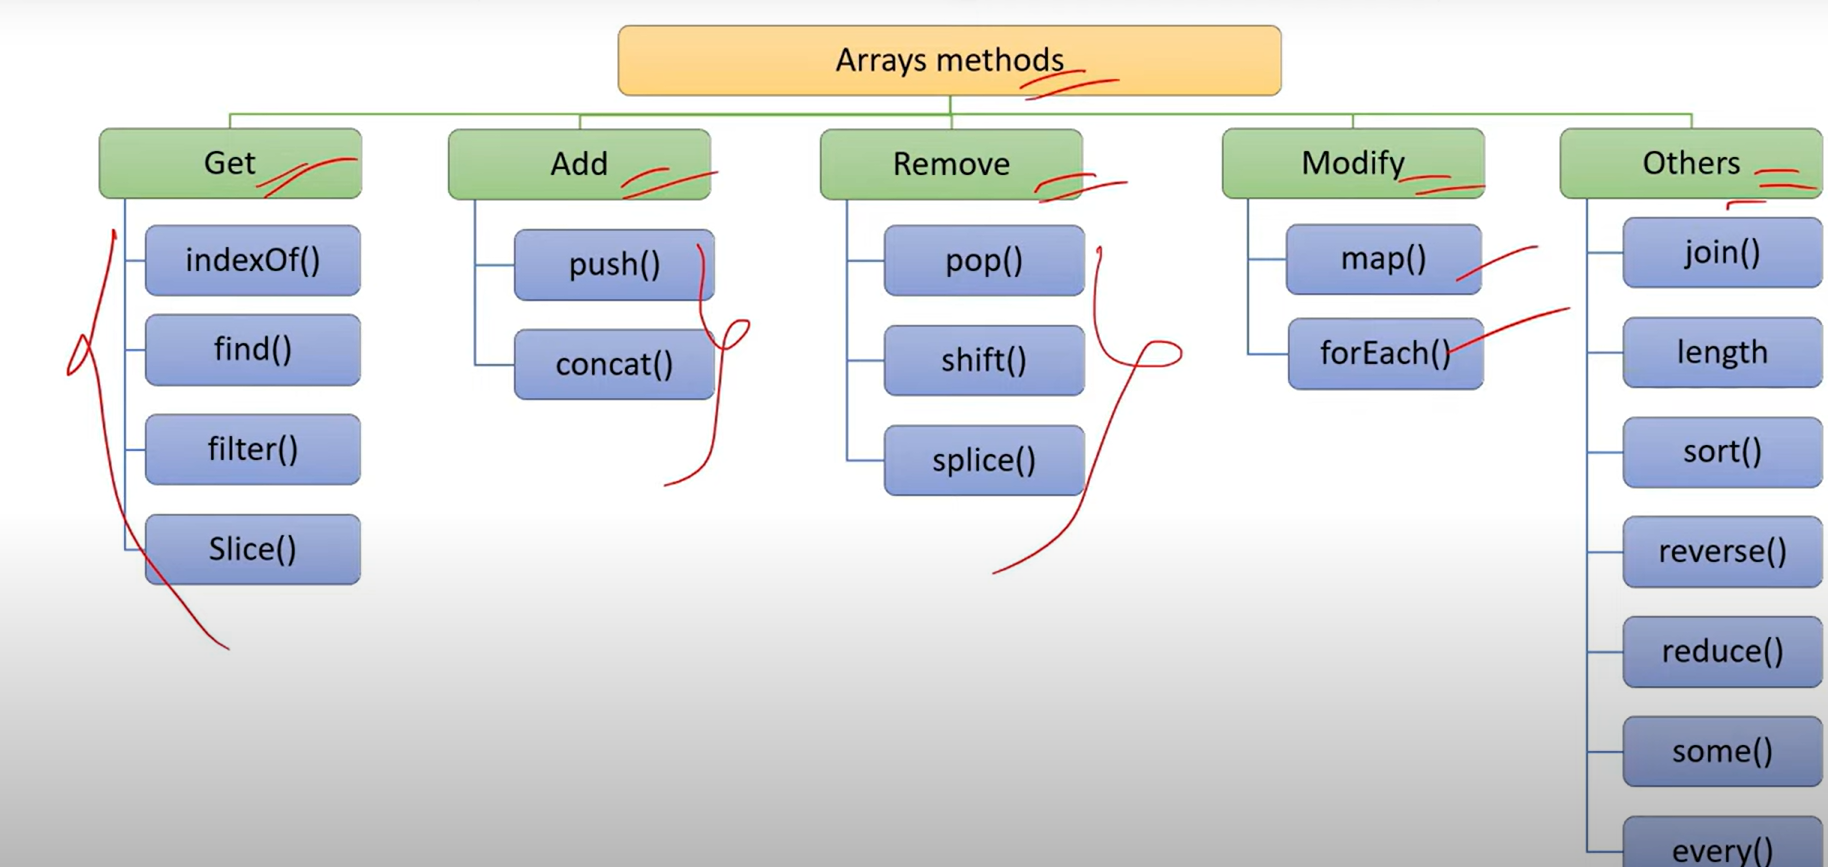 Arrays methods
Get
Add
Remove
Modify
Others
indexOf()
find()
filter()
Slice()
push()
concat()
pop()
shift()
splice()
map()
forEach()
join()
length
sort()
reverse()
reduce()
some()
every()